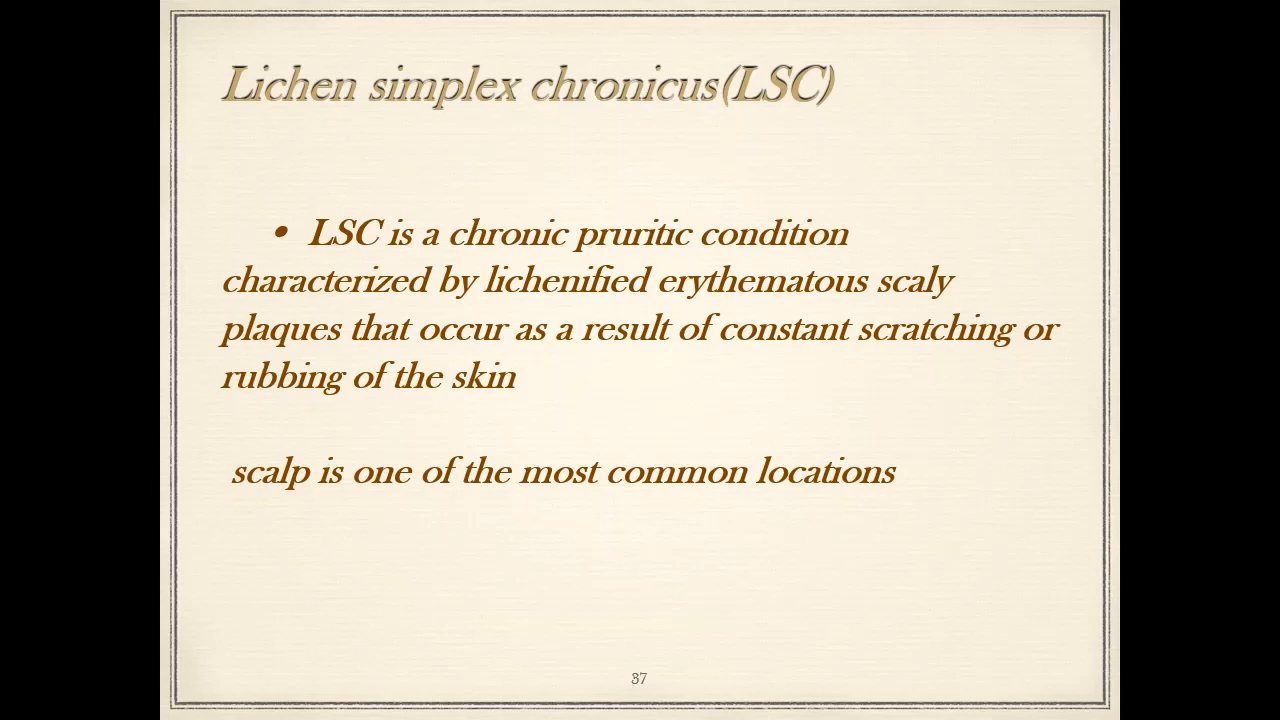 Lichen simplex chronicus(LSC)
• LSC is a chronic pruritic condition
characterized by lichenified erythematous scaly
plaques that occur as a result of constant scratching or
rubbing of the skin
scalp is one of the most common locations
37